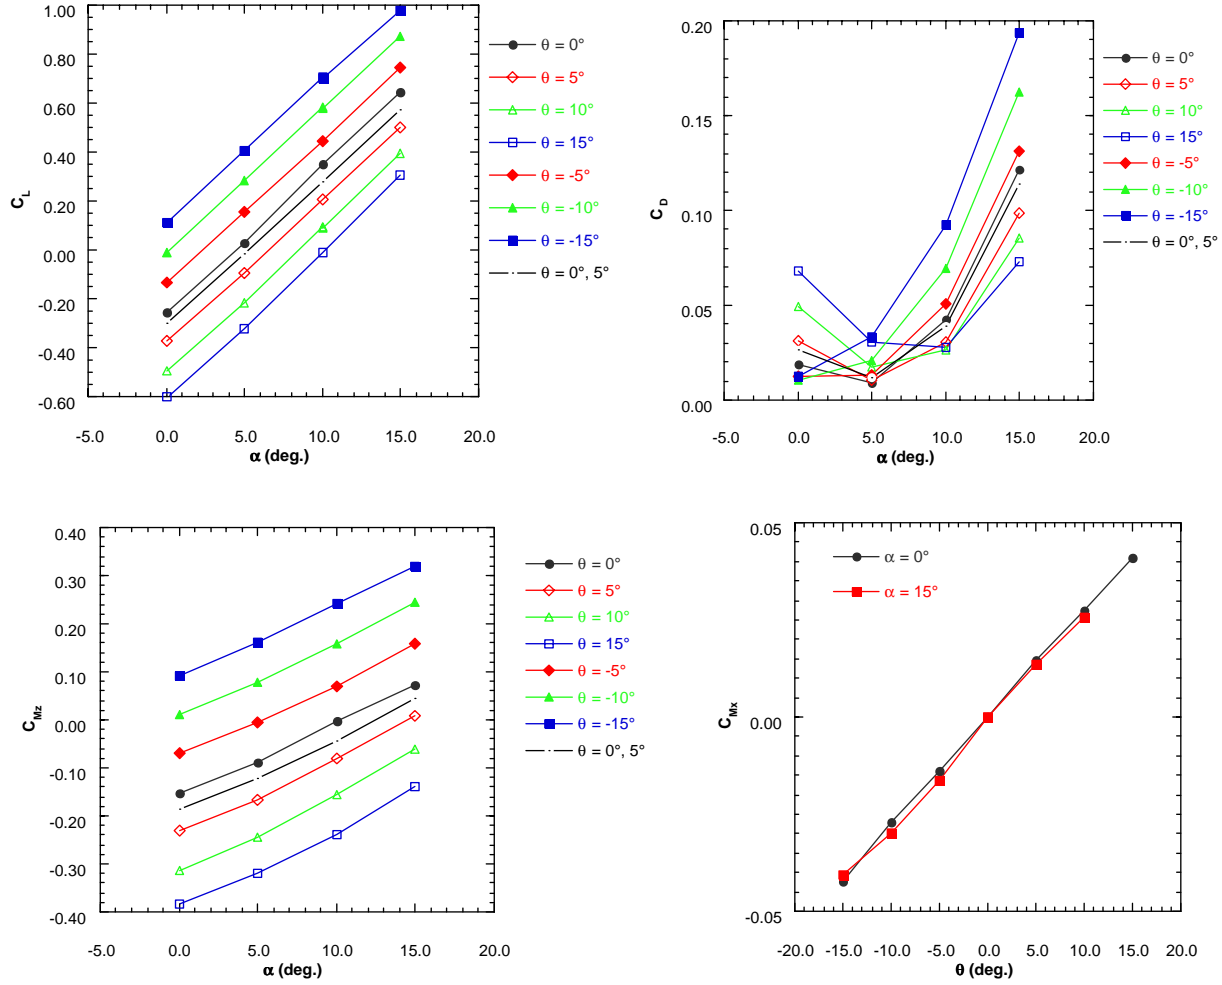 1.00
0.80
0.60
0.40
0.20
0.00
-0.20
-0.40
-0.60
C_L
-5.0 0.0 5.0 10.0 15.0 20.0
α (deg.)
θ = 0°
θ = 5°
θ = 10°
θ = 15°
θ = -5°
θ = -10°
θ = -15°
θ = 0°, 5°
0.20
0.15
0.10
0.05
0.00
C_D
-5.0 0.0 5.0 10.0 15.0 20.0
α (deg.)
θ = 0°
θ = 5°
θ = 10°
θ = 15°
θ = -5°
θ = -10°
θ = -15°
θ = 0°, 5°
0.40
0.30
0.20
0.10
0.00
-0.10
-0.20
-0.30
-0.40
C_Mz
-5.0 0.0 5.0 10.0 15.0 20.0
α (deg.)
θ = 0°
θ = 5°
θ = 10°
θ = 15°
θ = -5°
θ = -10°
θ = -15°
θ = 0°, 5°
0.05
0.00
-0.05
C_Mx
α = 0°
α = 15°
-20.0 -15.0 -10.0 -5.0 0.0 5.0 10.0 15.0 20.0
θ (deg.)